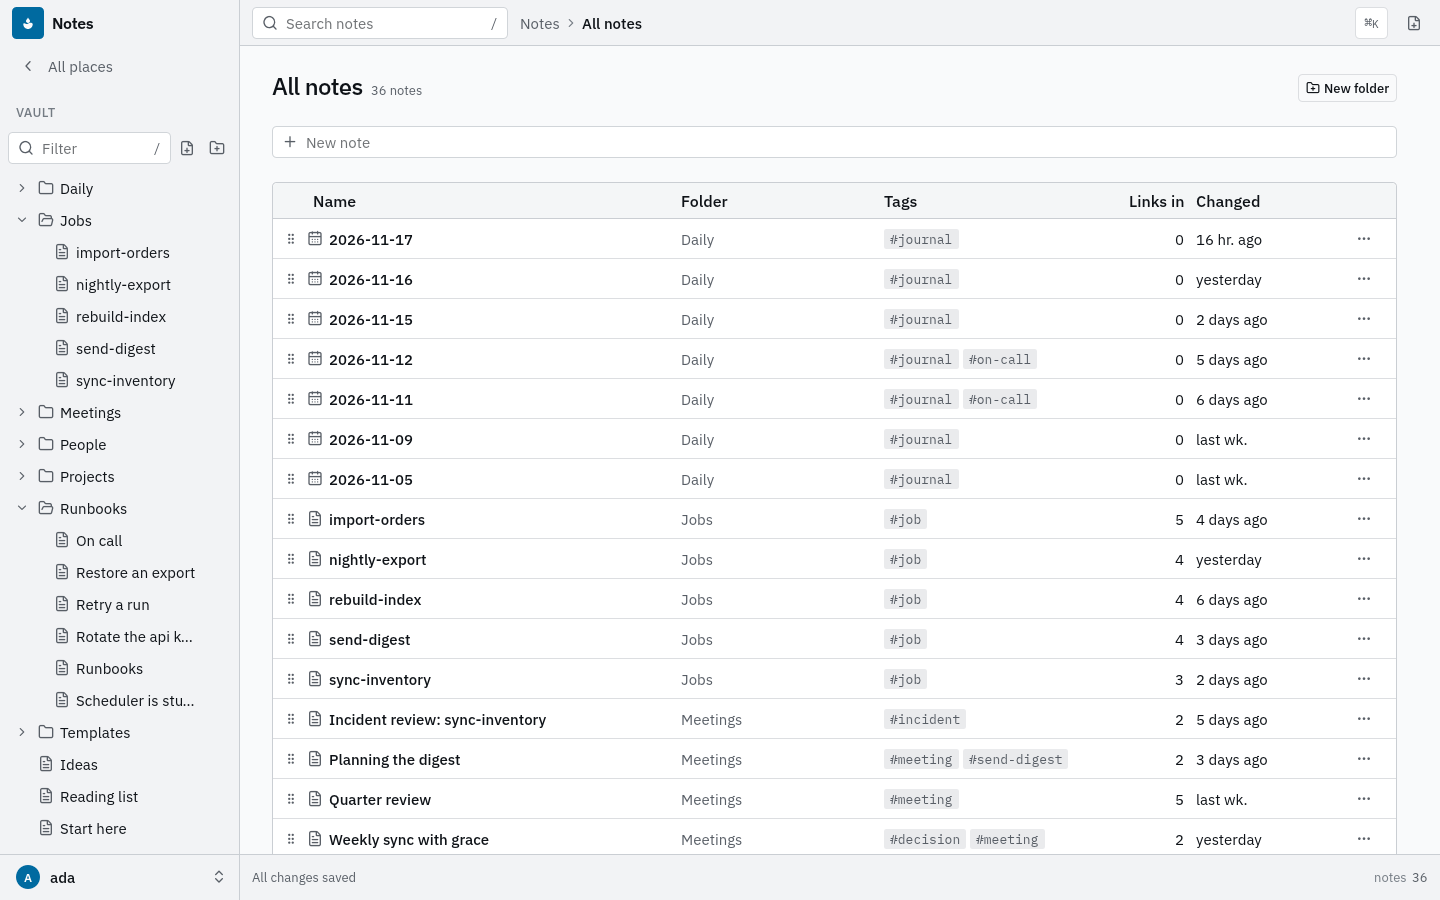 Notes
All places
VAULT
Filter /
Daily
Jobs
import-orders
nightly-export
rebuild-index
send-digest
sync-inventory
Meetings
People
Projects
Runbooks
On call
Restore an export
Retry a run
Rotate the api k...
Runbooks
Scheduler is stu...
Templates
Ideas
Reading list
Start here
A ada
Search notes /
Notes > All notes
⌘K
All notes 36 notes
New folder
New note
Name Folder Tags Links in Changed
2026-11-17 Daily #journal 0 16 hr. ago
2026-11-16 Daily #journal 0 yesterday
2026-11-15 Daily #journal 0 2 days ago
2026-11-12 Daily #journal #on-call 0 5 days ago
2026-11-11 Daily #journal #on-call 0 6 days ago
2026-11-09 Daily #journal 0 last wk.
2026-11-05 Daily #journal 0 last wk.
import-orders Jobs #job 5 4 days ago
nightly-export Jobs #job 4 yesterday
rebuild-index Jobs #job 4 6 days ago
send-digest Jobs #job 4 3 days ago
sync-inventory Jobs #job 3 2 days ago
Incident review: sync-inventory Meetings #incident 2 5 days ago
Planning the digest Meetings #meeting #send-digest 2 3 days ago
Quarter review Meetings #meeting 5 last wk.
Weekly sync with grace Meetings #decision #meeting 2 yesterday
All changes saved
notes 36